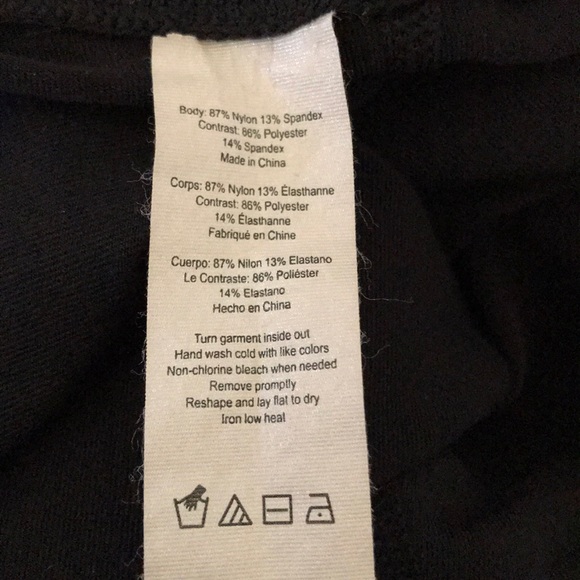 Body: 87% Nylon 13% Spandex
Contrast: 86% Polyester
14% Spandex
Made in China
Corps: 87% Nylon 13% Élasthanne
Contrast: 86% Polyester
14% Élasthanne
Fabriqué en Chine
Cuerpo: 87% Nilon 13% Elastano
Le Contraste: 86% Poliéster
14% Elastano
Hecho en China
Turn garment inside out
Hand wash cold with like colors
Non-chlorine bleach when needed
Remove promptly
Reshape and lay flat to dry
Iron low heat